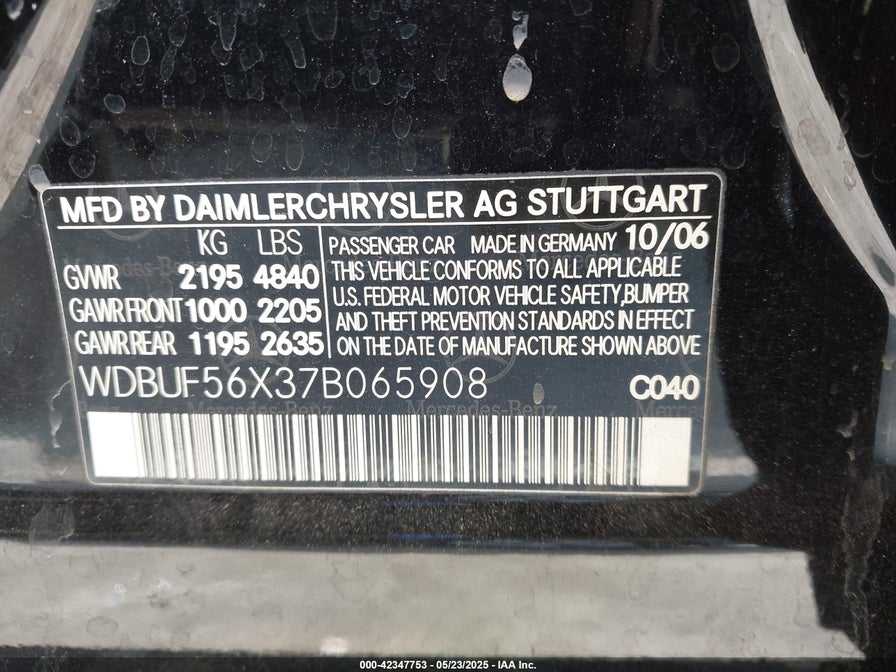 MFD BY DAIMLERCHRYSLER AG STUTTGART
KG LBS
GVWR 2195 4840
GAWR FRONT 1000 2205
GAWR REAR 1195 2635
PASSENGER CAR MADE IN GERMANY 10/06
THIS VEHICLE CONFORMS TO ALL APPLICABLE
U.S. FEDERAL MOTOR VEHICLE SAFETY,BUMPER
AND THEFT PREVENTION STANDARDS IN EFFECT
ON THE DATE OF MANUFACTURE SHOWN ABOVE
WDBUF56X37B065908 C040
Mercedes-Benz
000-42347753 — 05/23/2025 — IAA Inc.